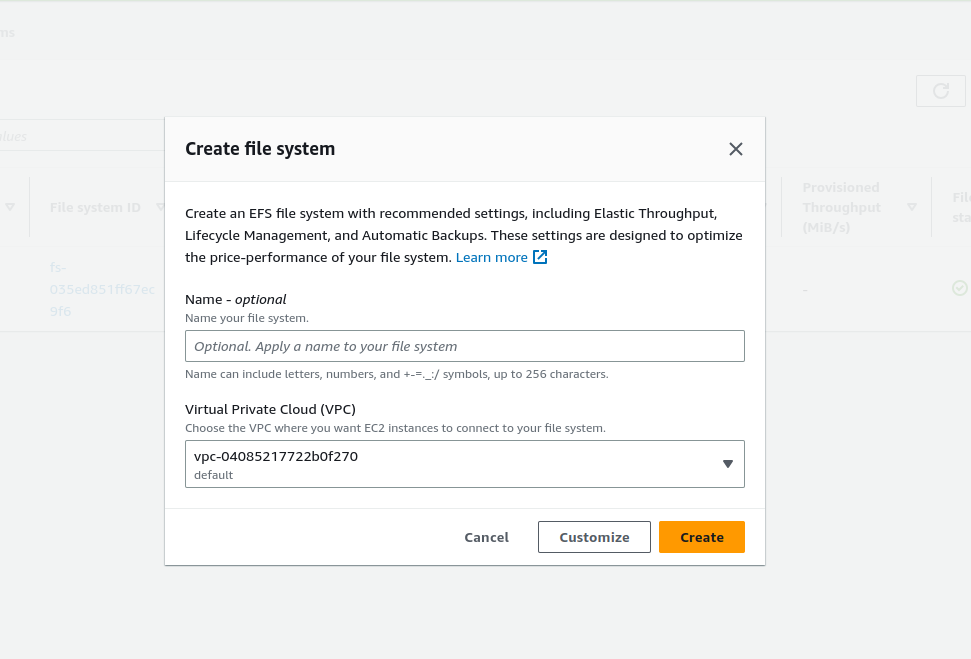 ms
alues
File system ID
Provisioned
Throughput
(MiB/s)
File
sta
fs-
035ed851ff67ec
9f6
-
Create file system
Create an EFS file system with recommended settings, including Elastic Throughput,
Lifecycle Management, and Automatic Backups. These settings are designed to optimize
the price-performance of your file system. Learn more
Name - optional
Name your file system.
Optional. Apply a name to your file system
Name can include letters, numbers, and +-=._:/ symbols, up to 256 characters.
Virtual Private Cloud (VPC)
Choose the VPC where you want EC2 instances to connect to your file system.
vpc-04085217722b0f270
default
Cancel
Customize
Create